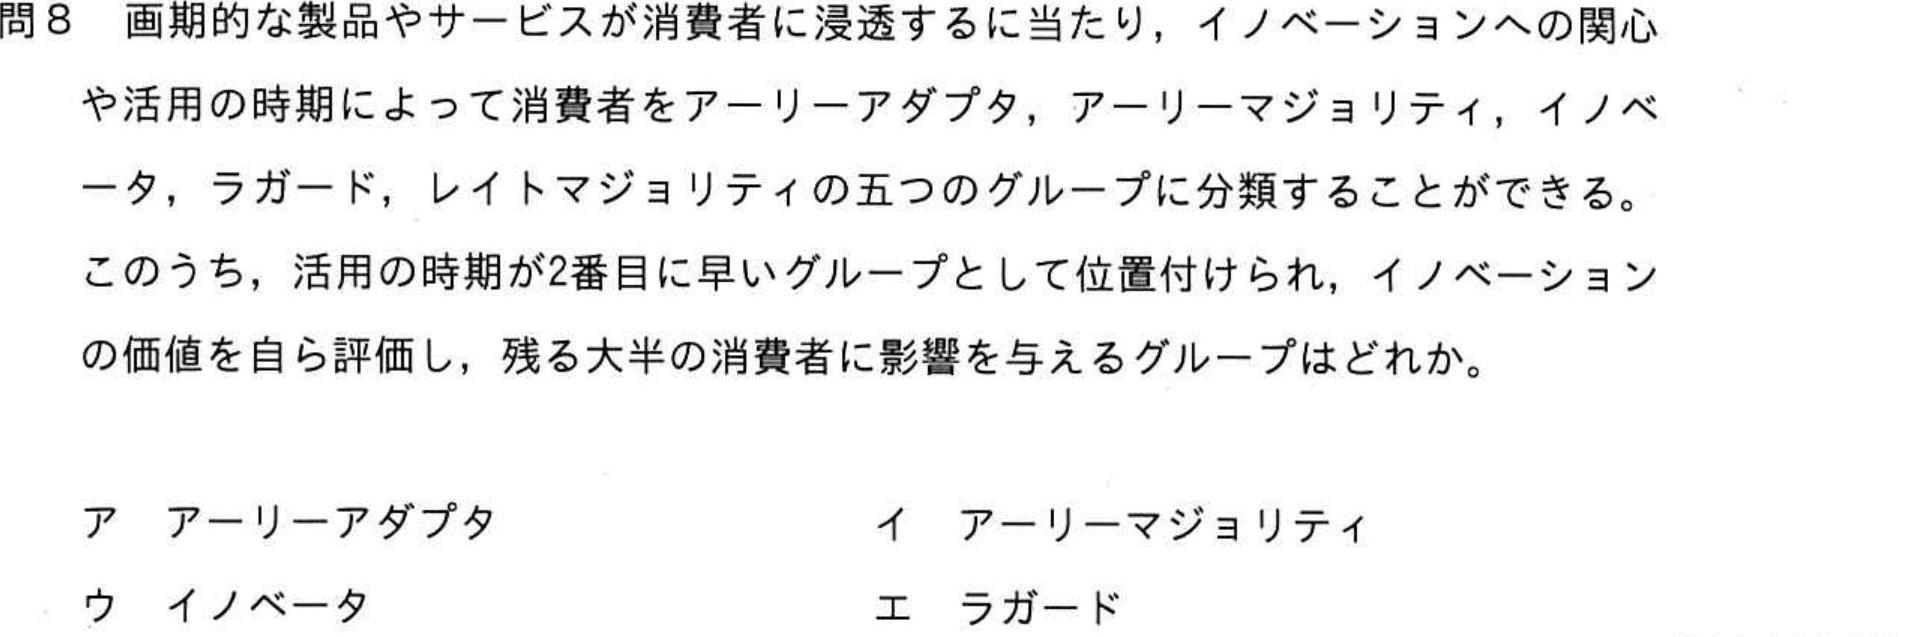 問8　画期的な製品やサービスが消費者に浸透するに当たり，イノベーションへの関心
や活用の時期によって消費者をアーリーアダプタ，アーリーマジョリティ，イノベ
ータ，ラガード，レイトマジョリティの五つのグループに分類することができる。
このうち，活用の時期が2番目に早いグループとして位置付けられ，イノベーション
の価値を自ら評価し，残る大半の消費者に影響を与えるグループはどれか。
ア　アーリーアダプタ　イ　アーリーマジョリティ
ウ　イノベータ　エ　ラガード